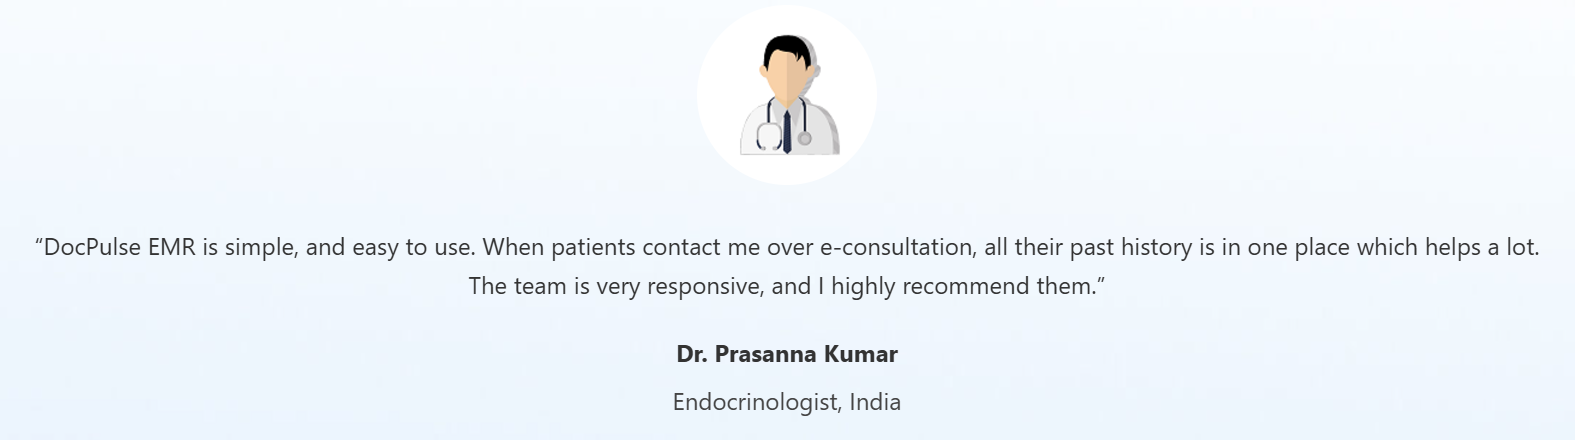 “DocPulse EMR is simple, and easy to use. When patients contact me over e-consultation, all their past history is in one place which helps a lot.
The team is very responsive, and I highly recommend them.”
Dr. Prasanna Kumar
Endocrinologist, India